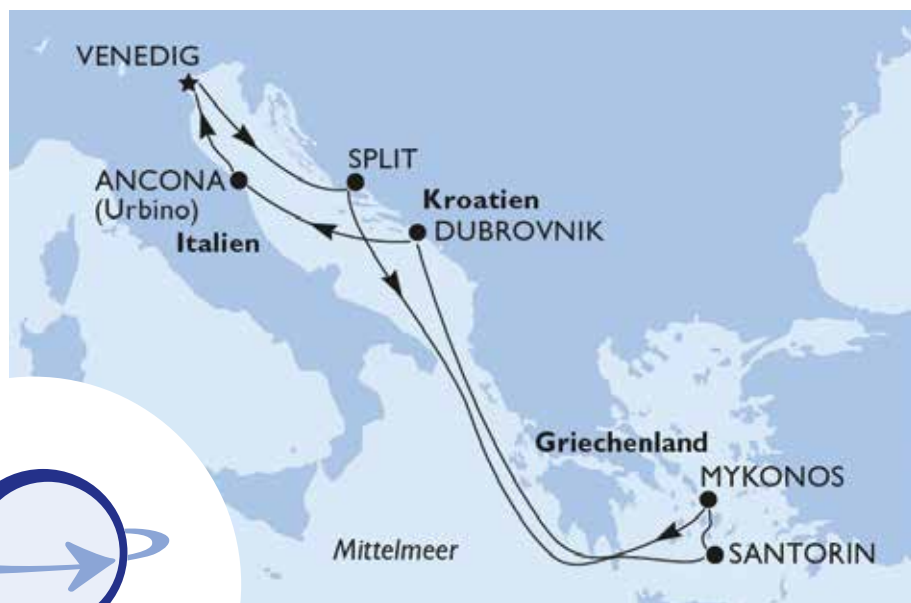 VENEDIG
SPLIT
ANCONA
(Urbino)
Kroatien
DUBROVNIK
Italien
Griechenland
MYKONOS
Mittelmeer
SANTORIN